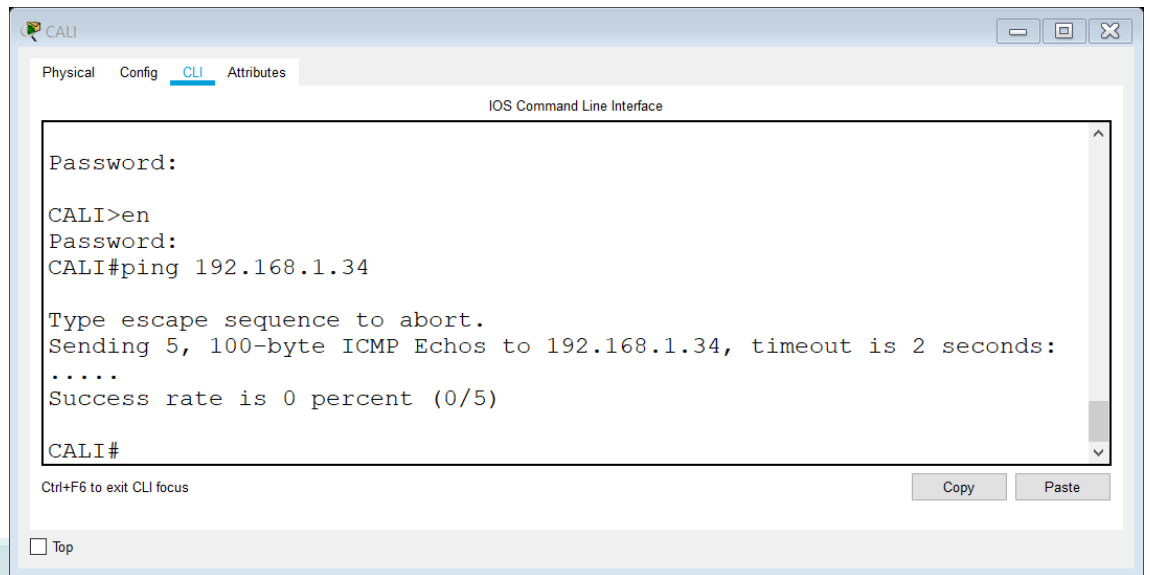 CALI
Physical Config CLI Attributes
IOS Command Line Interface
Password:
CALI>en
Password:
CALI#ping 192.168.1.34
Type escape sequence to abort.
Sending 5, 100-byte ICMP Echos to 192.168.1.34, timeout is 2 seconds:
.....
Success rate is 0 percent (0/5)
CALI#
Ctrl+F6 to exit CLI focus
Copy Paste
Top